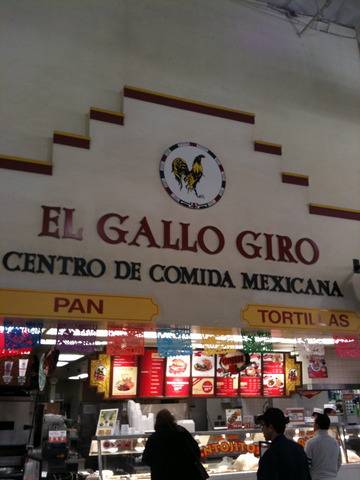 EL GALLO GIRO
CENTRO DE COMIDA MEXICANA
PAN
TORTILLAS